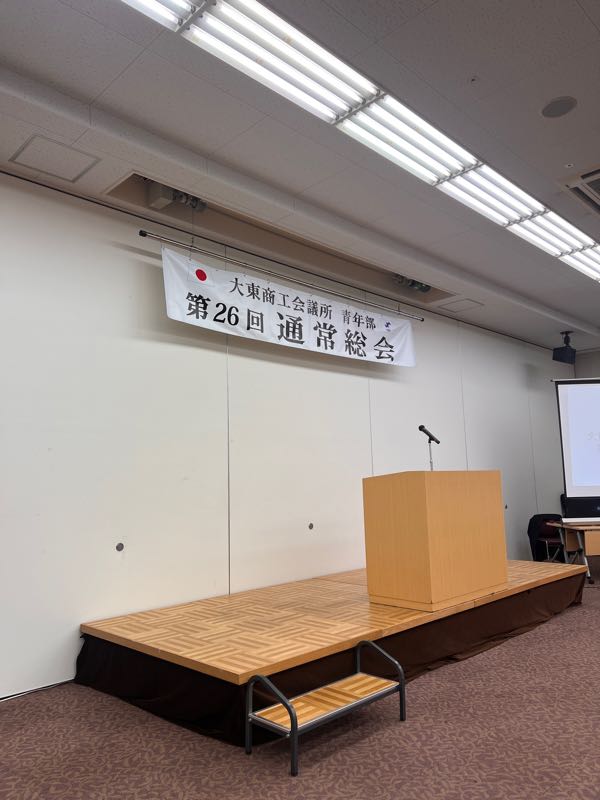 大東商工会議所 青年部
第26回 通常総会